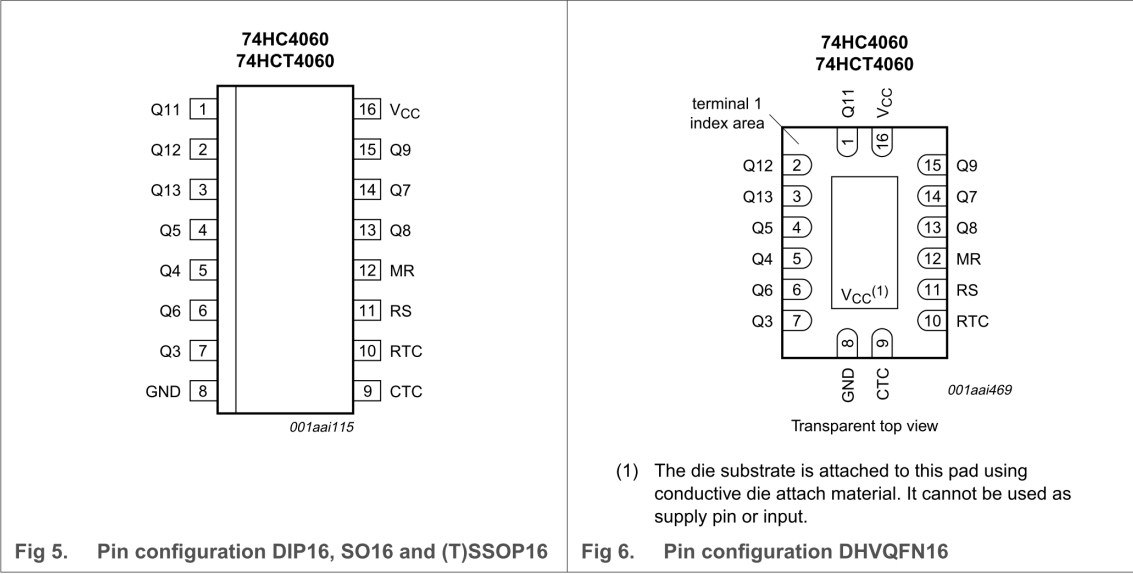 74HC4060
74HCT4060
Q11 1
16 VCC
Q12 2
15 Q9
Q13 3
14 Q7
Q5 4
13 Q8
Q4 5
12 MR
Q6 6
11 RS
Q3 7
10 RTC
GND 8
9 CTC
001aai115
Fig 5. Pin configuration DIP16, SO16 and (T)SSOP16
74HC4060
74HCT4060
terminal 1
index area
Q11
VCC
1
16
Q12 2
15 Q9
Q13 3
14 Q7
Q5 4
13 Q8
Q4 5
12 MR
Q6 6
11 RS
VCC(1)
Q3 7
10 RTC
8
9
GND
CTC
001aai469
Transparent top view
(1) The die substrate is attached to this pad using
conductive die attach material. It cannot be used as
supply pin or input.
Fig 6. Pin configuration DHVQFN16